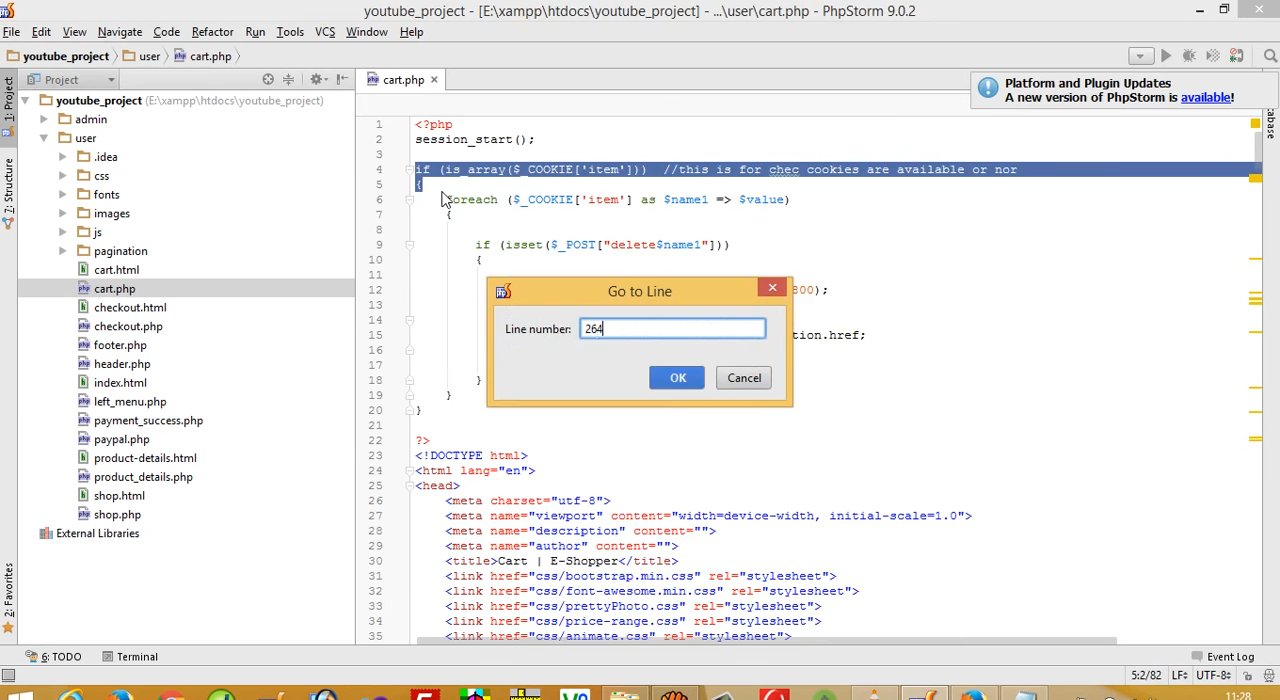 youtube_project - [E:\xampp\htdocs\youtube_project] - ...\user\cart.php - PhpStorm 9.0.2
File Edit View Navigate Code Refactor Run Tools VCS Window Help
youtube_project user cart.php
Project
cart.php
Platform and Plugin Updates
A new version of PhpStorm is available!
1: Project
7: Structure
2: Favorites
youtube_project (E:\xampp\htdocs\youtube_project)
admin
user
.idea
css
fonts
images
js
pagination
cart.html
cart.php
checkout.html
checkout.php
footer.php
header.php
index.html
left_menu.php
payment_success.php
paypal.php
product-details.html
product_details.php
shop.html
shop.php
External Libraries
1 <?php
2 session_start();
3
4 if (is_array($_COOKIE['item'])) //this is for chec cookies are available or nor
5 {
6 foreach ($_COOKIE['item'] as $name1 => $value)
7 {
8
9 if (isset($_POST["delete$name1"]))
10 {
11
12 800);
13
14
15 tion.href;
16
17
18 }
19 }
20 }
21
22 ?>
23 <!DOCTYPE html>
24 <html lang="en">
25 <head>
26 <meta charset="utf-8">
27 <meta name="viewport" content="width=device-width, initial-scale=1.0">
28 <meta name="description" content="">
29 <meta name="author" content="">
30 <title>Cart | E-Shopper</title>
31 <link href="css/bootstrap.min.css" rel="stylesheet">
32 <link href="css/font-awesome.min.css" rel="stylesheet">
33 <link href="css/prettyPhoto.css" rel="stylesheet">
34 <link href="css/price-range.css" rel="stylesheet">
35 <link href="css/animate.css" rel="stylesheet">
Go to Line
Line number: 264
OK Cancel
6: TODO Terminal Event Log
5:2/82 LF÷ UTF-8÷
11:28